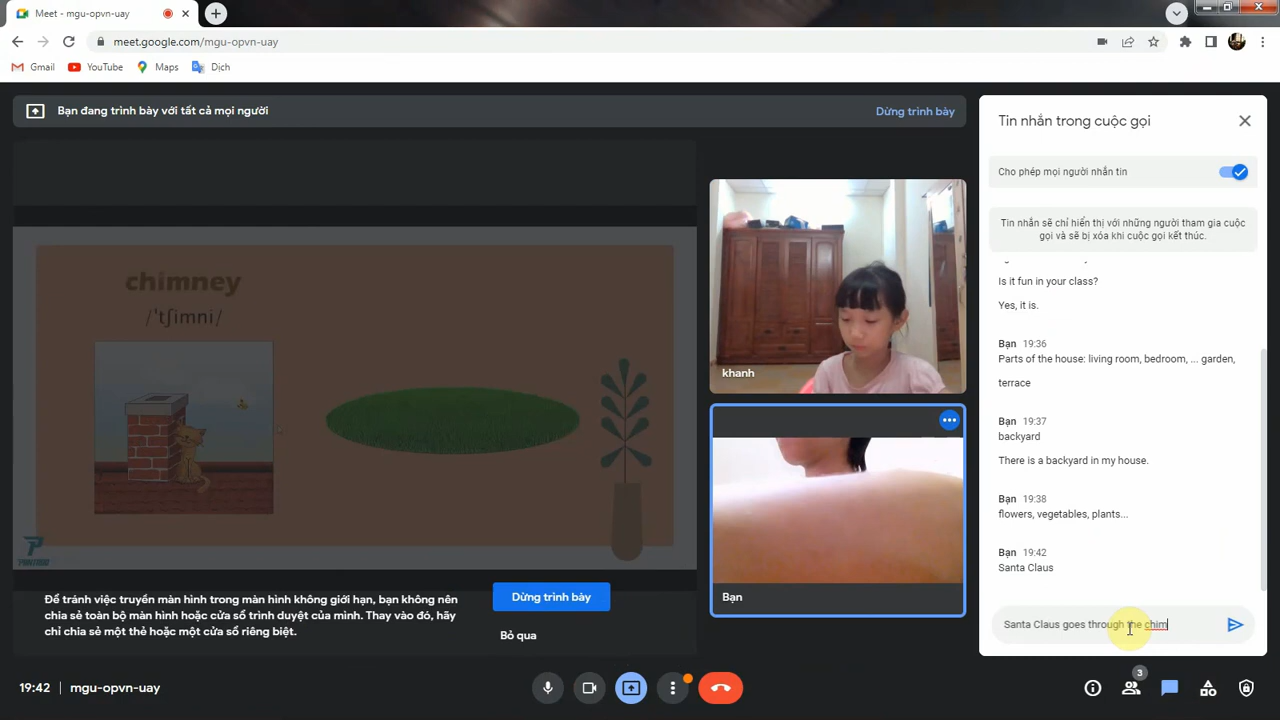 Meet - mgu-opvn-uay
meet.google.com/mgu-opvn-uay
Gmail YouTube Maps Dịch
Bạn đang trình bày với tất cả mọi người Dừng trình bày
chimney
/ˈtʃimni/
Để tránh việc truyền màn hình trong màn hình không giới hạn, bạn không nên
chia sẻ toàn bộ màn hình hoặc cửa sổ trình duyệt của mình. Thay vào đó, hãy
chỉ chia sẻ một thẻ hoặc một cửa sổ riêng biệt.
Dừng trình bày
Bỏ qua
khanh
Bạn
Tin nhắn trong cuộc gọi
Cho phép mọi người nhắn tin
Tin nhắn sẽ chỉ hiển thị với những người tham gia cuộc
gọi và sẽ bị xóa khi cuộc gọi kết thúc.
Is it fun in your class?
Yes, it is.
Bạn 19:36
Parts of the house: living room, bedroom, ... garden,
terrace
Bạn 19:37
backyard
There is a backyard in my house.
Bạn 19:38
flowers, vegetables, plants...
Bạn 19:42
Santa Claus
Santa Claus goes through the chim
19:42 | mgu-opvn-uay
3